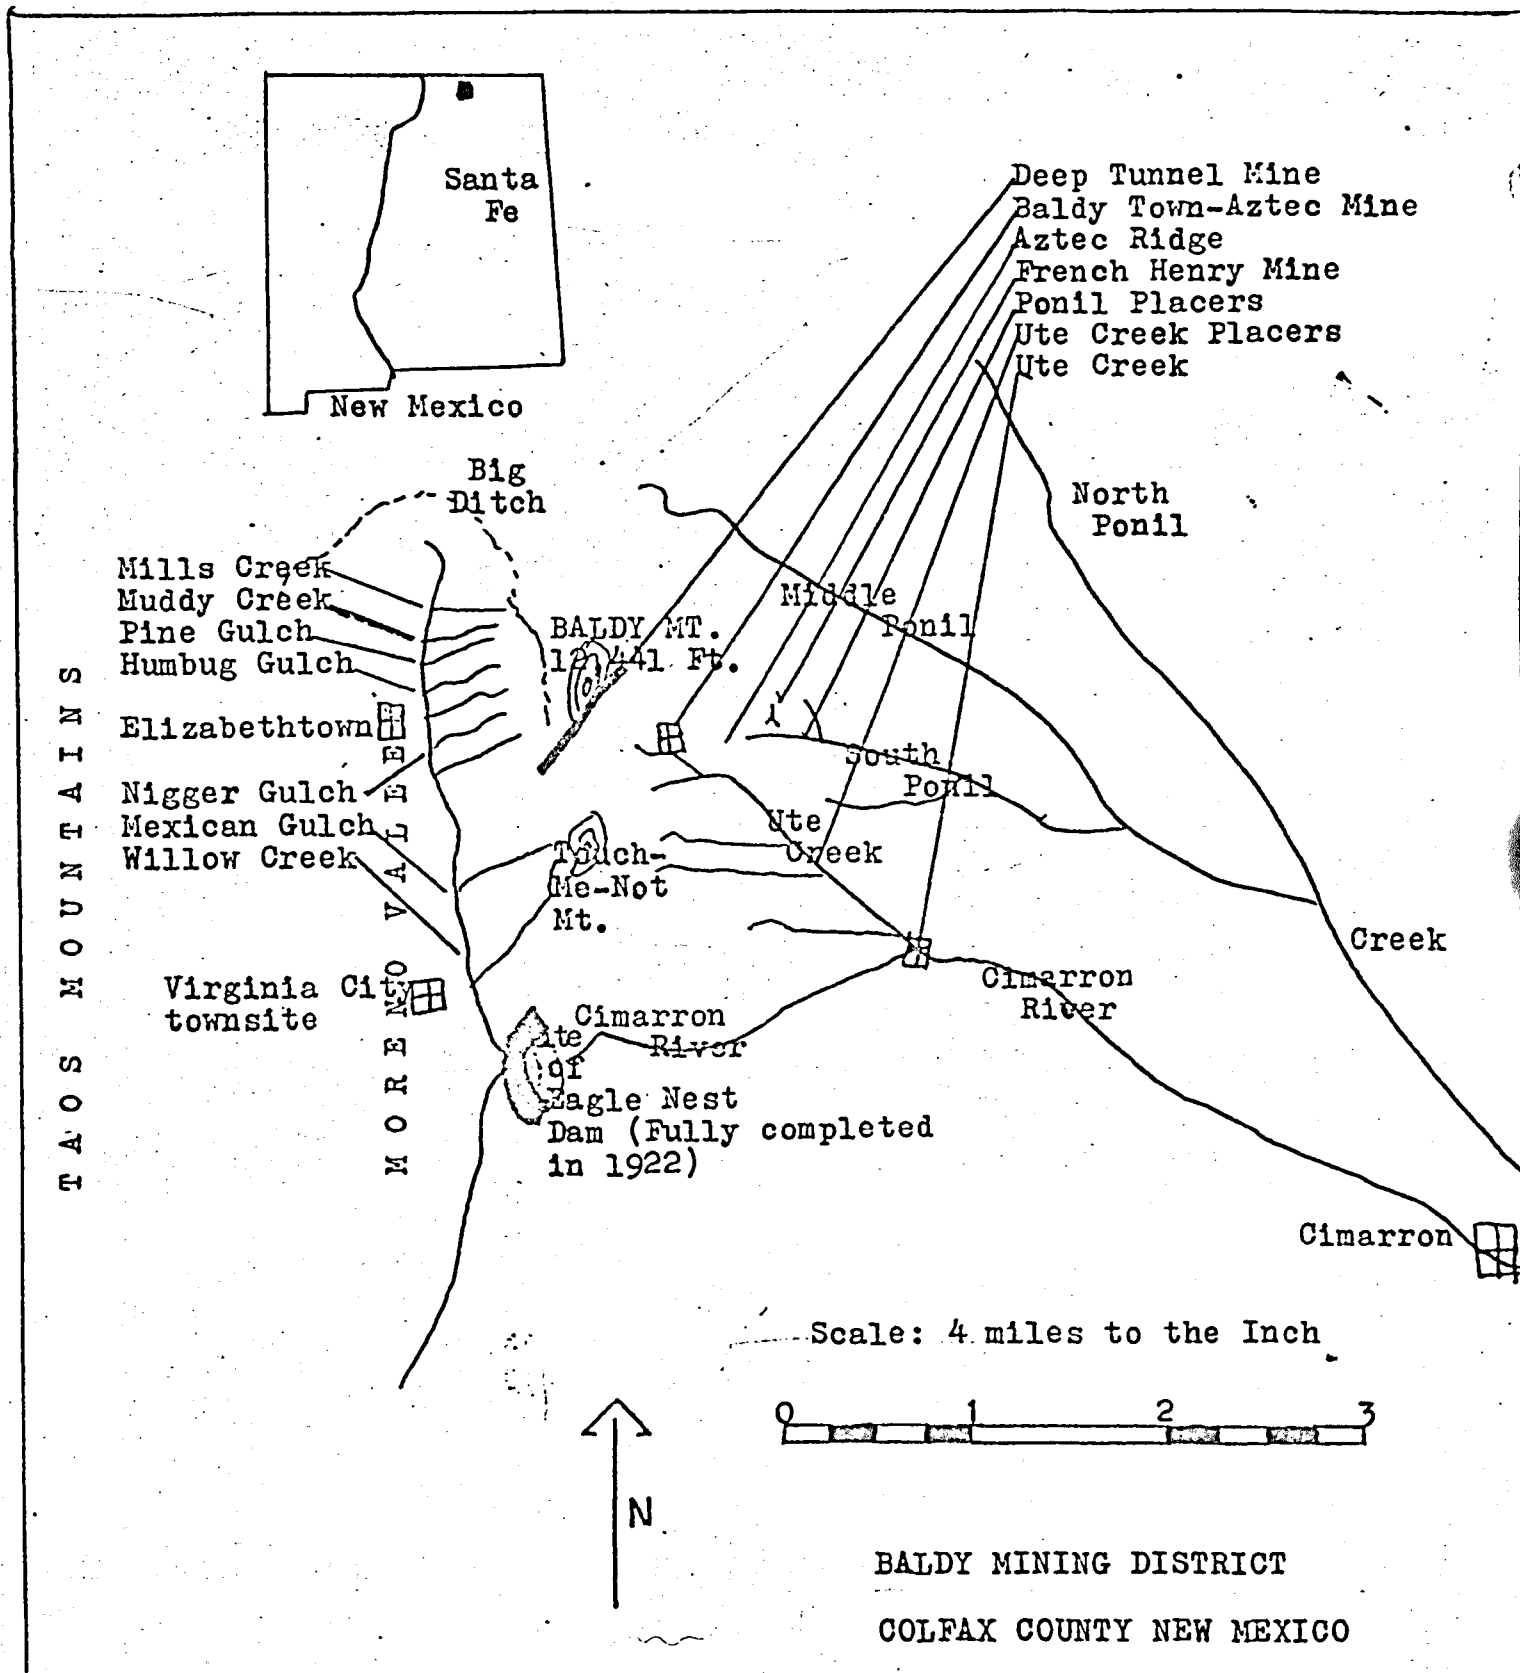 Santa
Fe
New Mexico
Deep Tunnel Mine
Baldy Town-Aztec Mine
Aztec Ridge
French Henry Mine
Ponil Placers
Ute Creek Placers
Ute Creek
Big
Ditch
North
Ponil
Mills Creek
Muddy Creek
Pine Gulch
Humbug Gulch
Elizabethtown
Nigger Gulch
Mexican Gulch
Willow Creek
BALDY MT.
12,441 Ft.
Middle
Ponil
South
Ponil
Ute
Creek
Touch-
Me-Not
Mt.
TAOS MOUNTAINS
MORENO VALLEY
Creek
Virginia City
townsite
Cimarron
River
Cimarron
River
Site
of
Eagle Nest
Dam (Fully completed
in 1922)
Cimarron
Scale: 4 miles to the Inch
0 1 2 3
N
BALDY MINING DISTRICT
COLFAX COUNTY NEW MEXICO